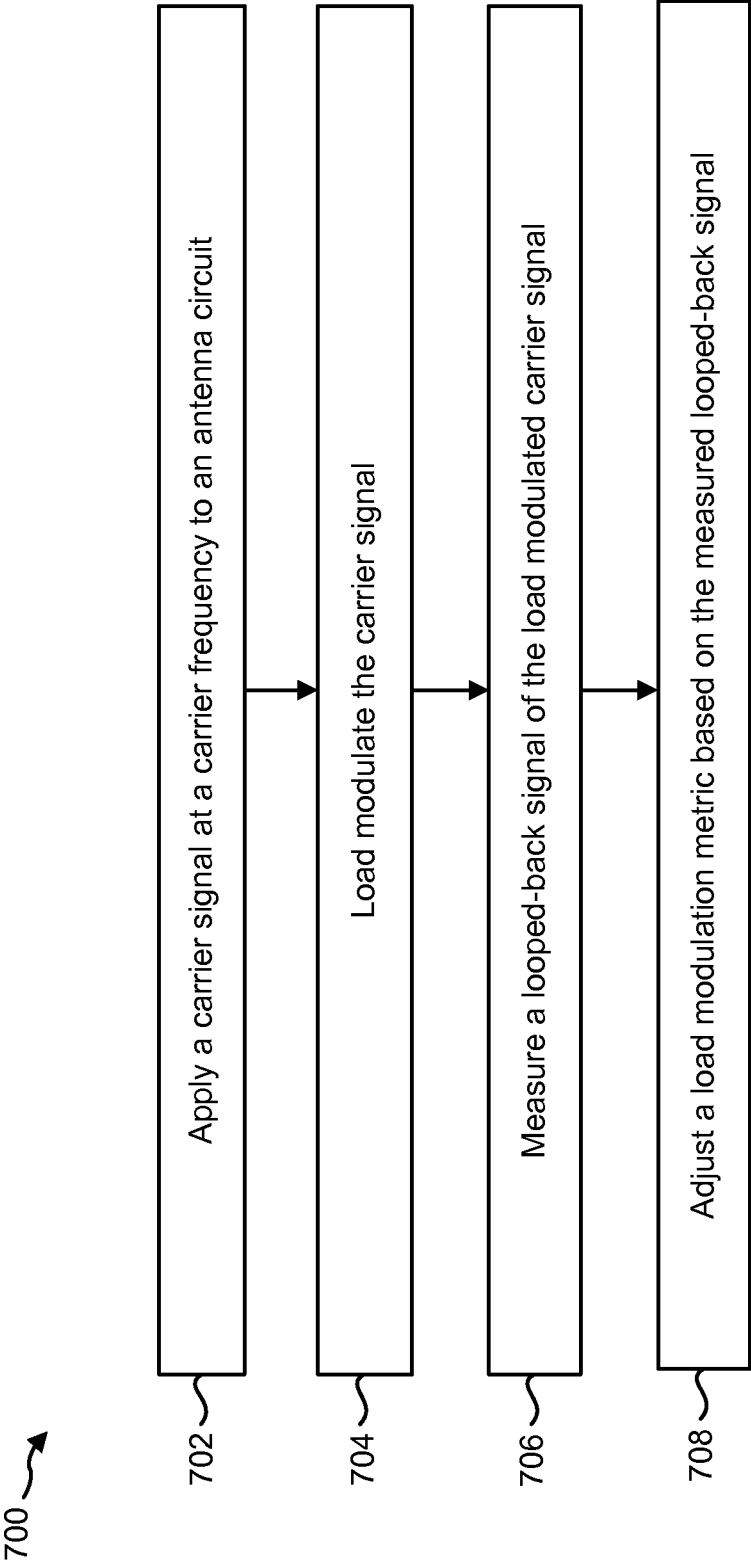 700
702
Apply a carrier signal at a carrier frequency to an antenna circuit
704
Load modulate the carrier signal
706
Measure a looped-back signal of the load modulated carrier signal
708
Adjust a load modulation metric based on the measured looped-back signal